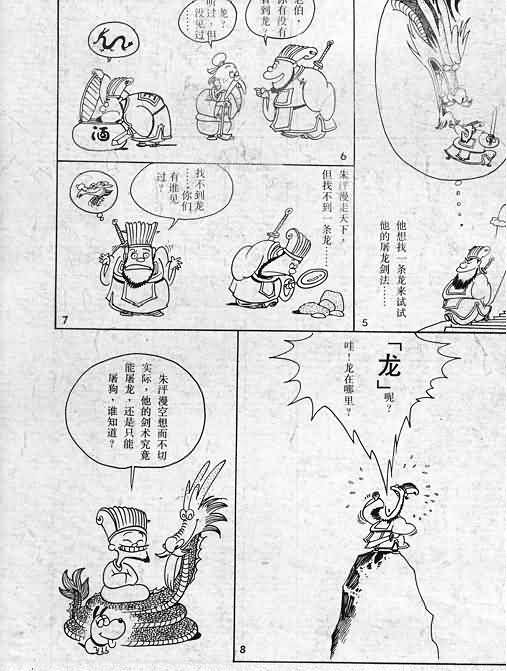 他想找一条龙来试试
他的屠龙剑法……
5
老伯，
你有没有
看到龙
龙？
听过，但
没见过
酒
6
朱泙漫走天下，
但找不到一条龙……
找不到龙
……你们
有谁见
过？
7
「龙」呢？
哇！龙在哪里？
8
朱泙漫空想而不切
实际，他的剑术究竟
能屠龙，还是只能
屠狗，谁知道？